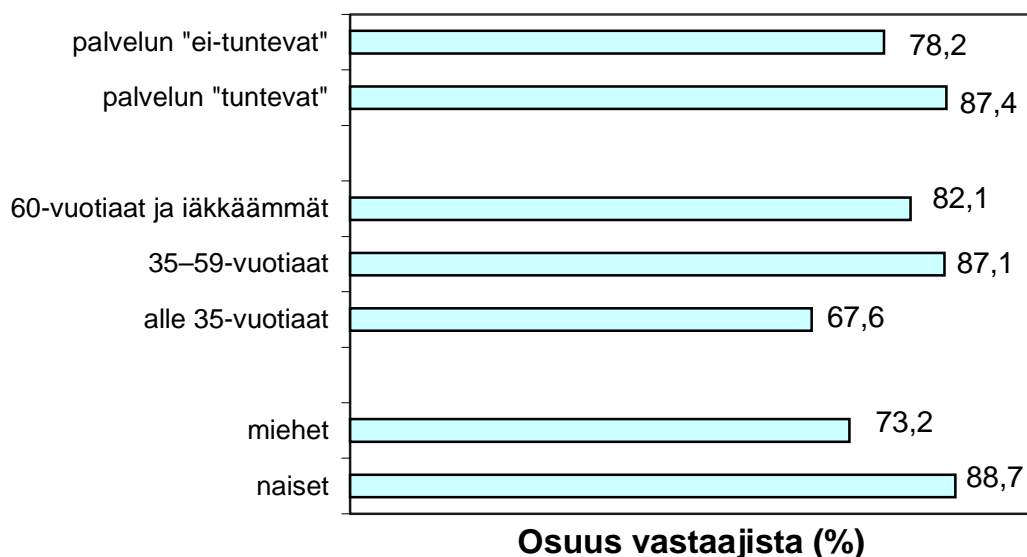 palvelun "ei-tuntevat" 78,2
palvelun "tuntevat" 87,4
60-vuotiaat ja iäkkäämmät 82,1
35–59-vuotiaat 87,1
alle 35-vuotiaat 67,6
miehet 73,2
naiset 88,7
Osuus vastaajista (%)